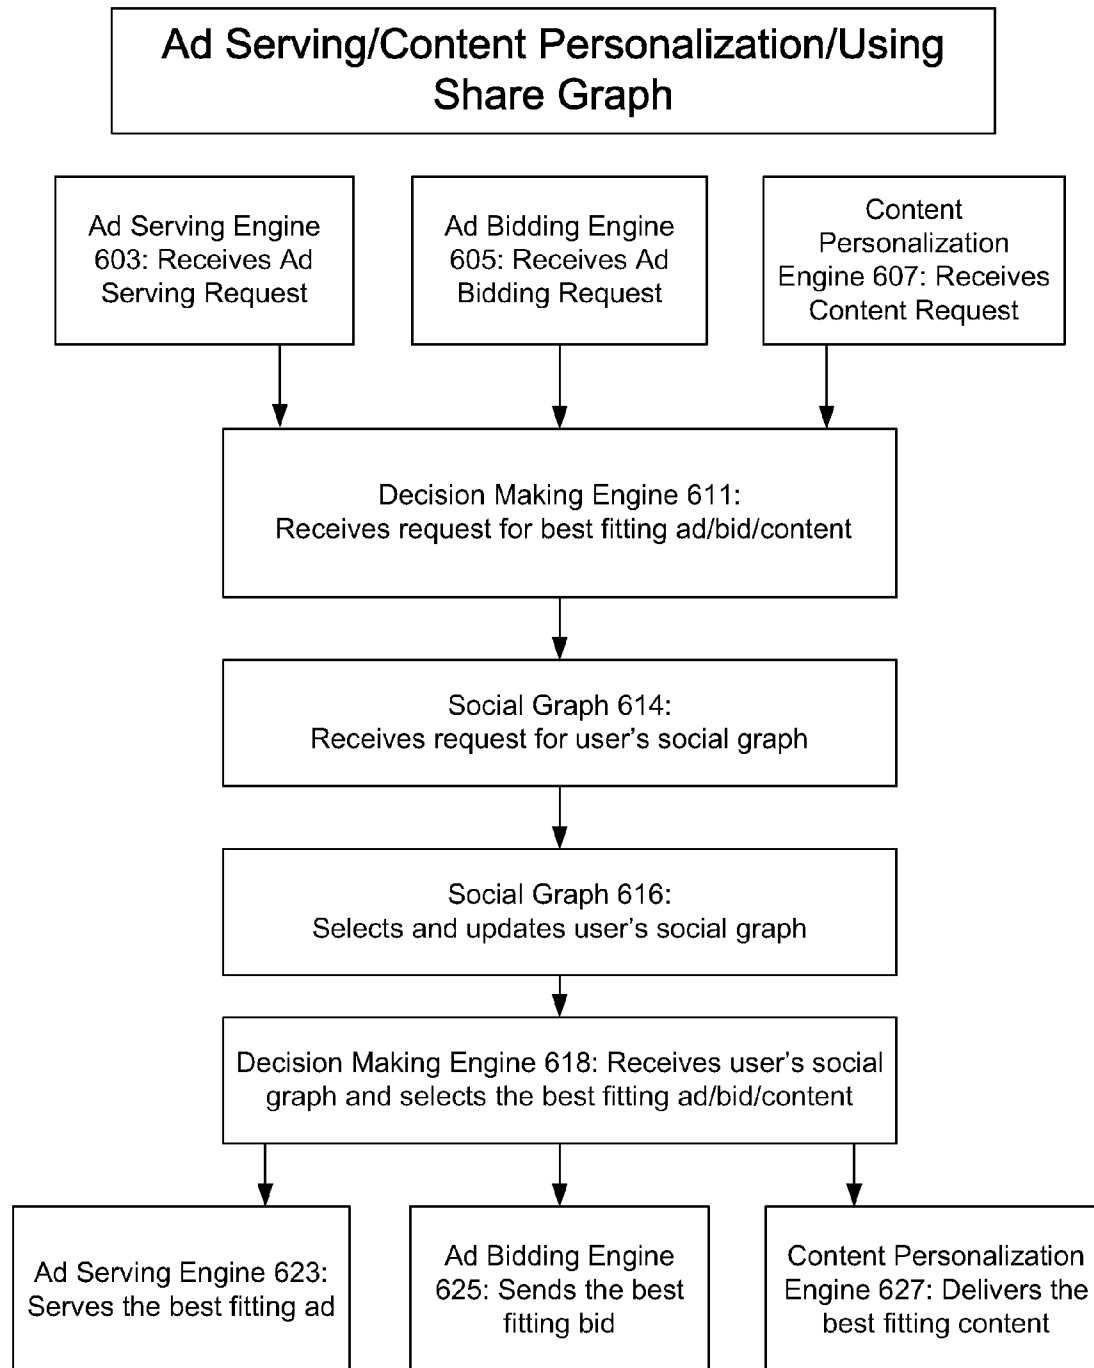 Ad Serving/Content Personalization/Using
Share Graph
Ad Serving Engine
603: Receives Ad
Serving Request
Ad Bidding Engine
605: Receives Ad
Bidding Request
Content
Personalization
Engine 607: Receives
Content Request
Decision Making Engine 611:
Receives request for best fitting ad/bid/content
Social Graph 614:
Receives request for user’s social graph
Social Graph 616:
Selects and updates user’s social graph
Decision Making Engine 618: Receives user’s social
graph and selects the best fitting ad/bid/content
Ad Serving Engine 623:
Serves the best fitting ad
Ad Bidding Engine
625: Sends the best
fitting bid
Content Personalization
Engine 627: Delivers the
best fitting content